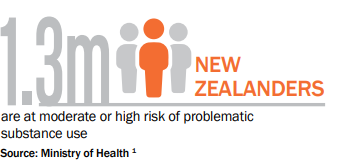 1.3m
NEW
ZEALANDERS
are at moderate or high risk of problematic
substance use
Source: Ministry of Health 1